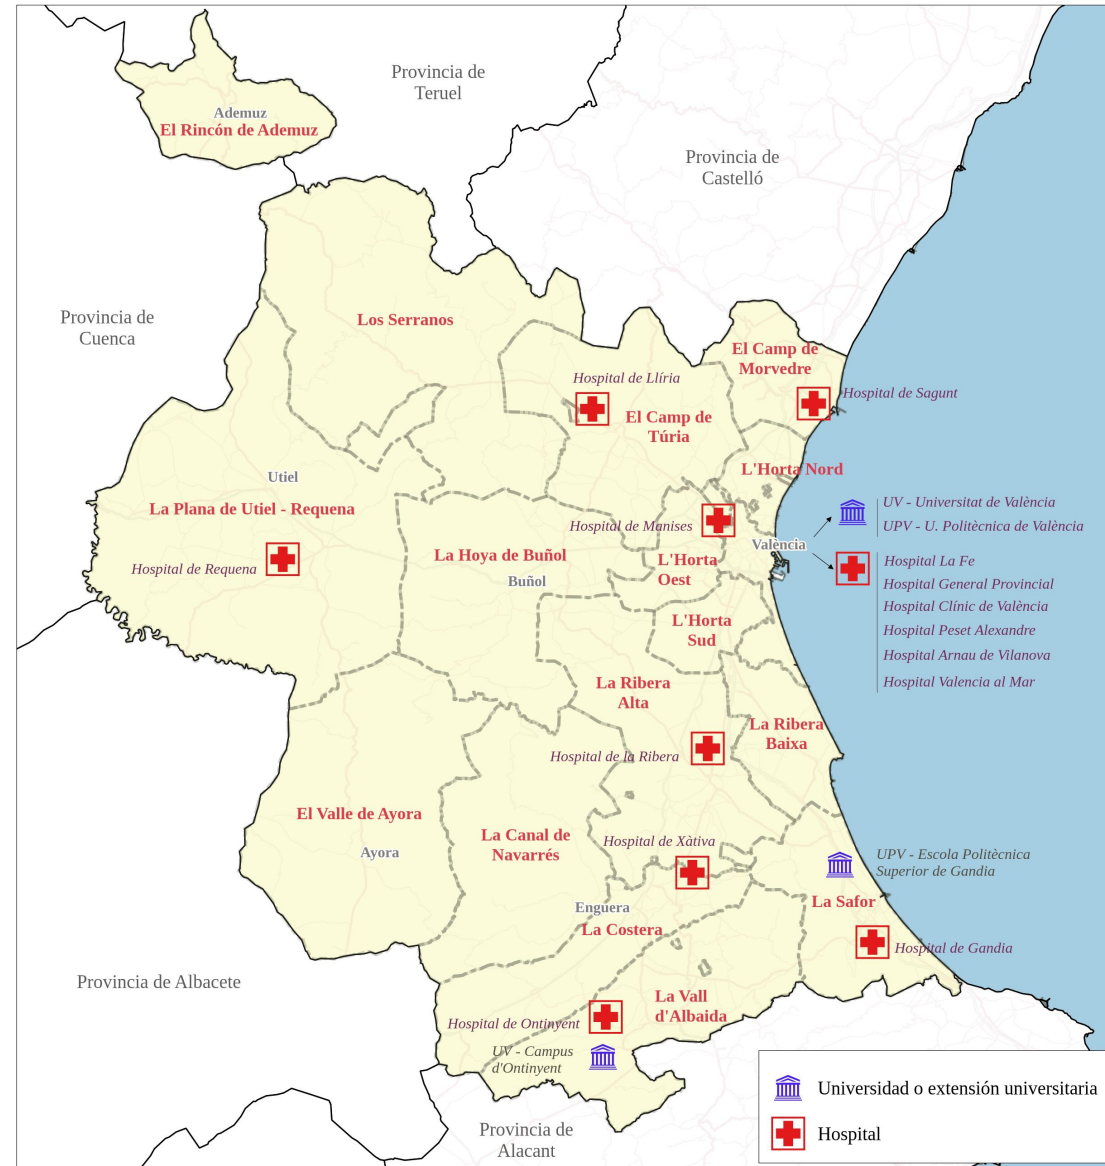 Provincia de
Teruel
Ademuz
El Rincón de Ademuz
Provincia de
Castelló
Provincia de
Cuenca
Los Serranos
El Camp de
Morvedre
Hospital de Llíria
Hospital de Sagunt
El Camp de
Túria
L'Horta Nord
Utiel
La Plana de Utiel - Requena
UV - Universitat de València
UPV - U. Politècnica de València
Hospital de Manises
València
La Hoya de Buñol
L'Horta
Oest
Hospital La Fe
Hospital de Requena
Buñol
Hospital General Provincial
Hospital Clínic de València
L'Horta
Sud
Hospital Peset Alexandre
Hospital Arnau de Vilanova
Hospital Valencia al Mar
La Ribera
Alta
La Ribera
Baixa
Hospital de la Ribera
El Valle de Ayora
La Canal de
Navarrés
Hospital de Xàtiva
Ayora
UPV - Escola Politècnica
Superior de Gandia
Enguera
La Costera
La Safor
Hospital de Gandia
Provincia de Albacete
La Vall
d'Albaida
Hospital de Ontinyent
UV - Campus
d'Ontinyent
Universidad o extensión universitaria
Hospital
Provincia de
Alacant